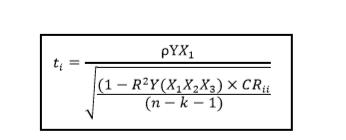 tᵢ = ρYX₁ / √((1 − R²Y(X₁X₂X₃) × CRᵢᵢ) / (n − k − 1))